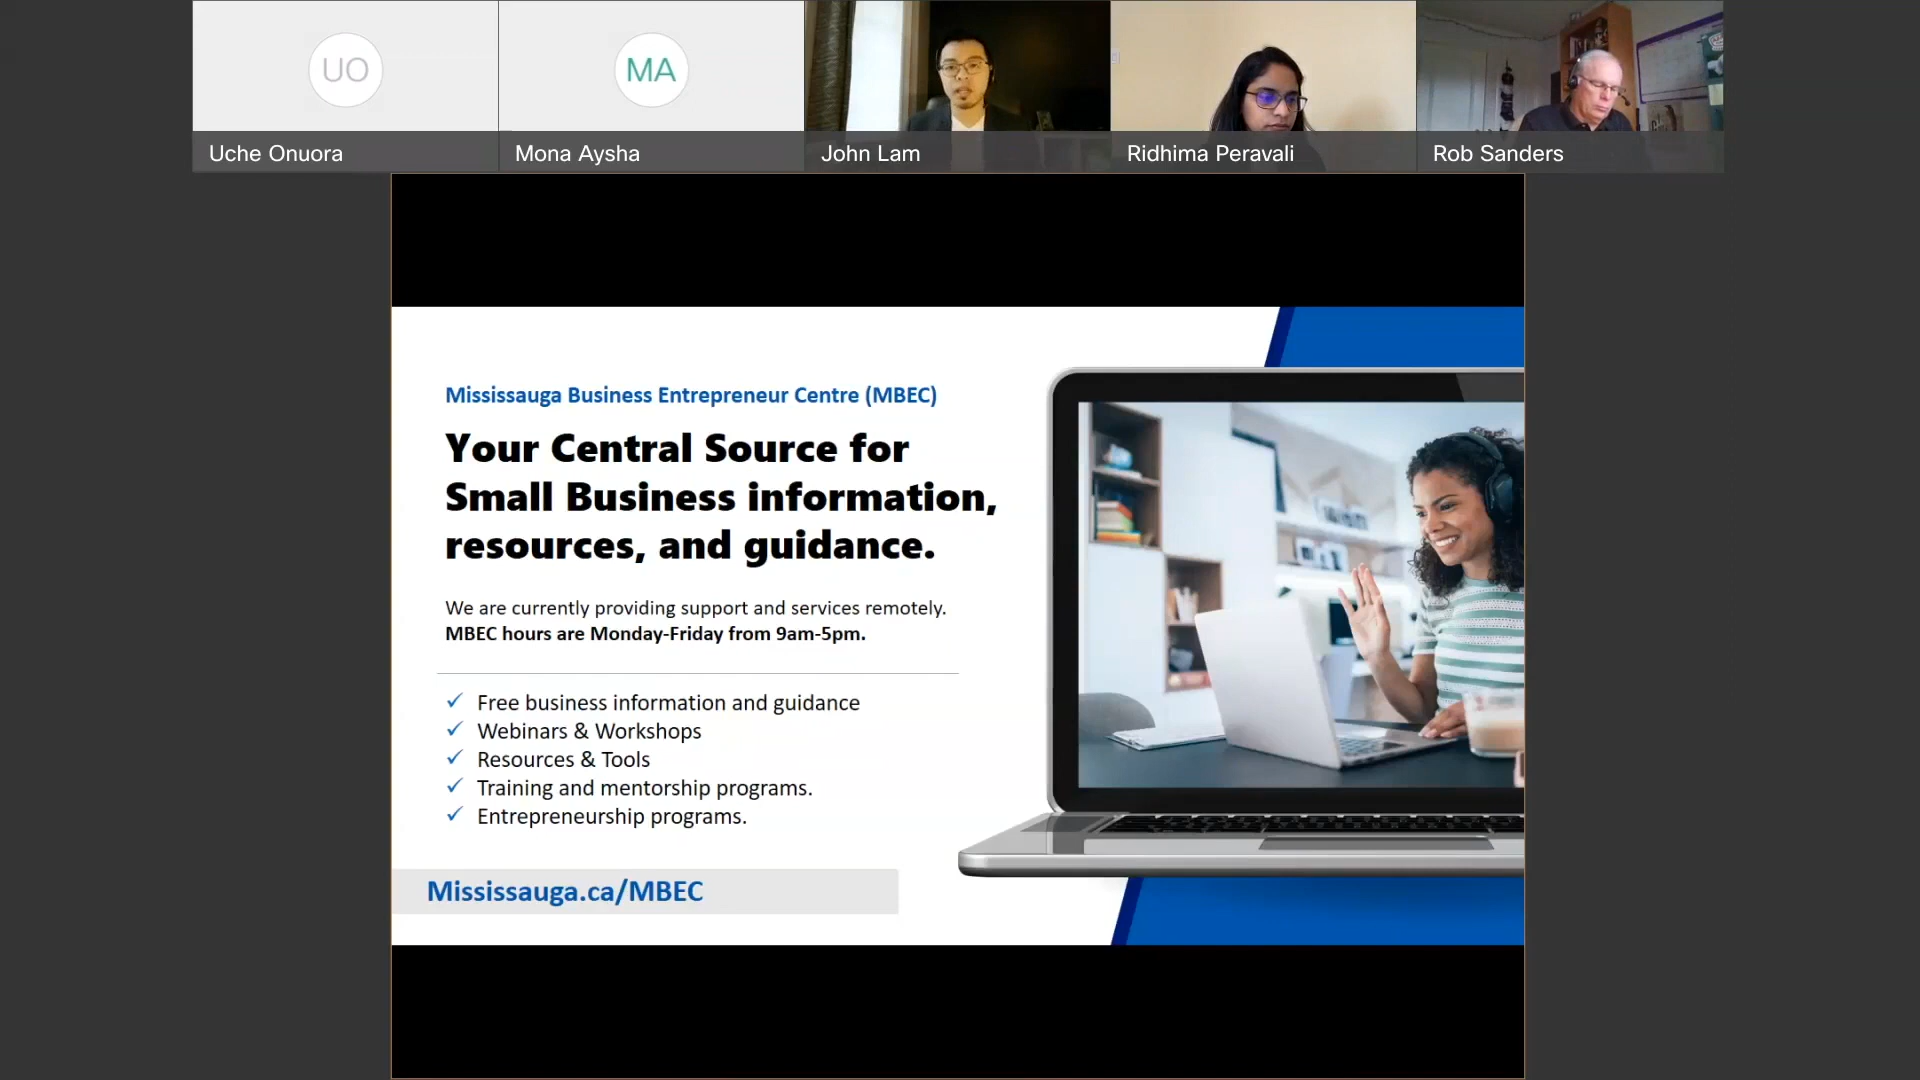 UO
MA
Uche Onuora
Mona Aysha
John Lam
Ridhima Peravali
Rob Sanders
Mississauga Business Entrepreneur Centre (MBEC)
Your Central Source for
Small Business information,
resources, and guidance.
We are currently providing support and services remotely.
MBEC hours are Monday-Friday from 9am-5pm.
✓ Free business information and guidance
✓ Webinars & Workshops
✓ Resources & Tools
✓ Training and mentorship programs.
✓ Entrepreneurship programs.
Mississauga.ca/MBEC